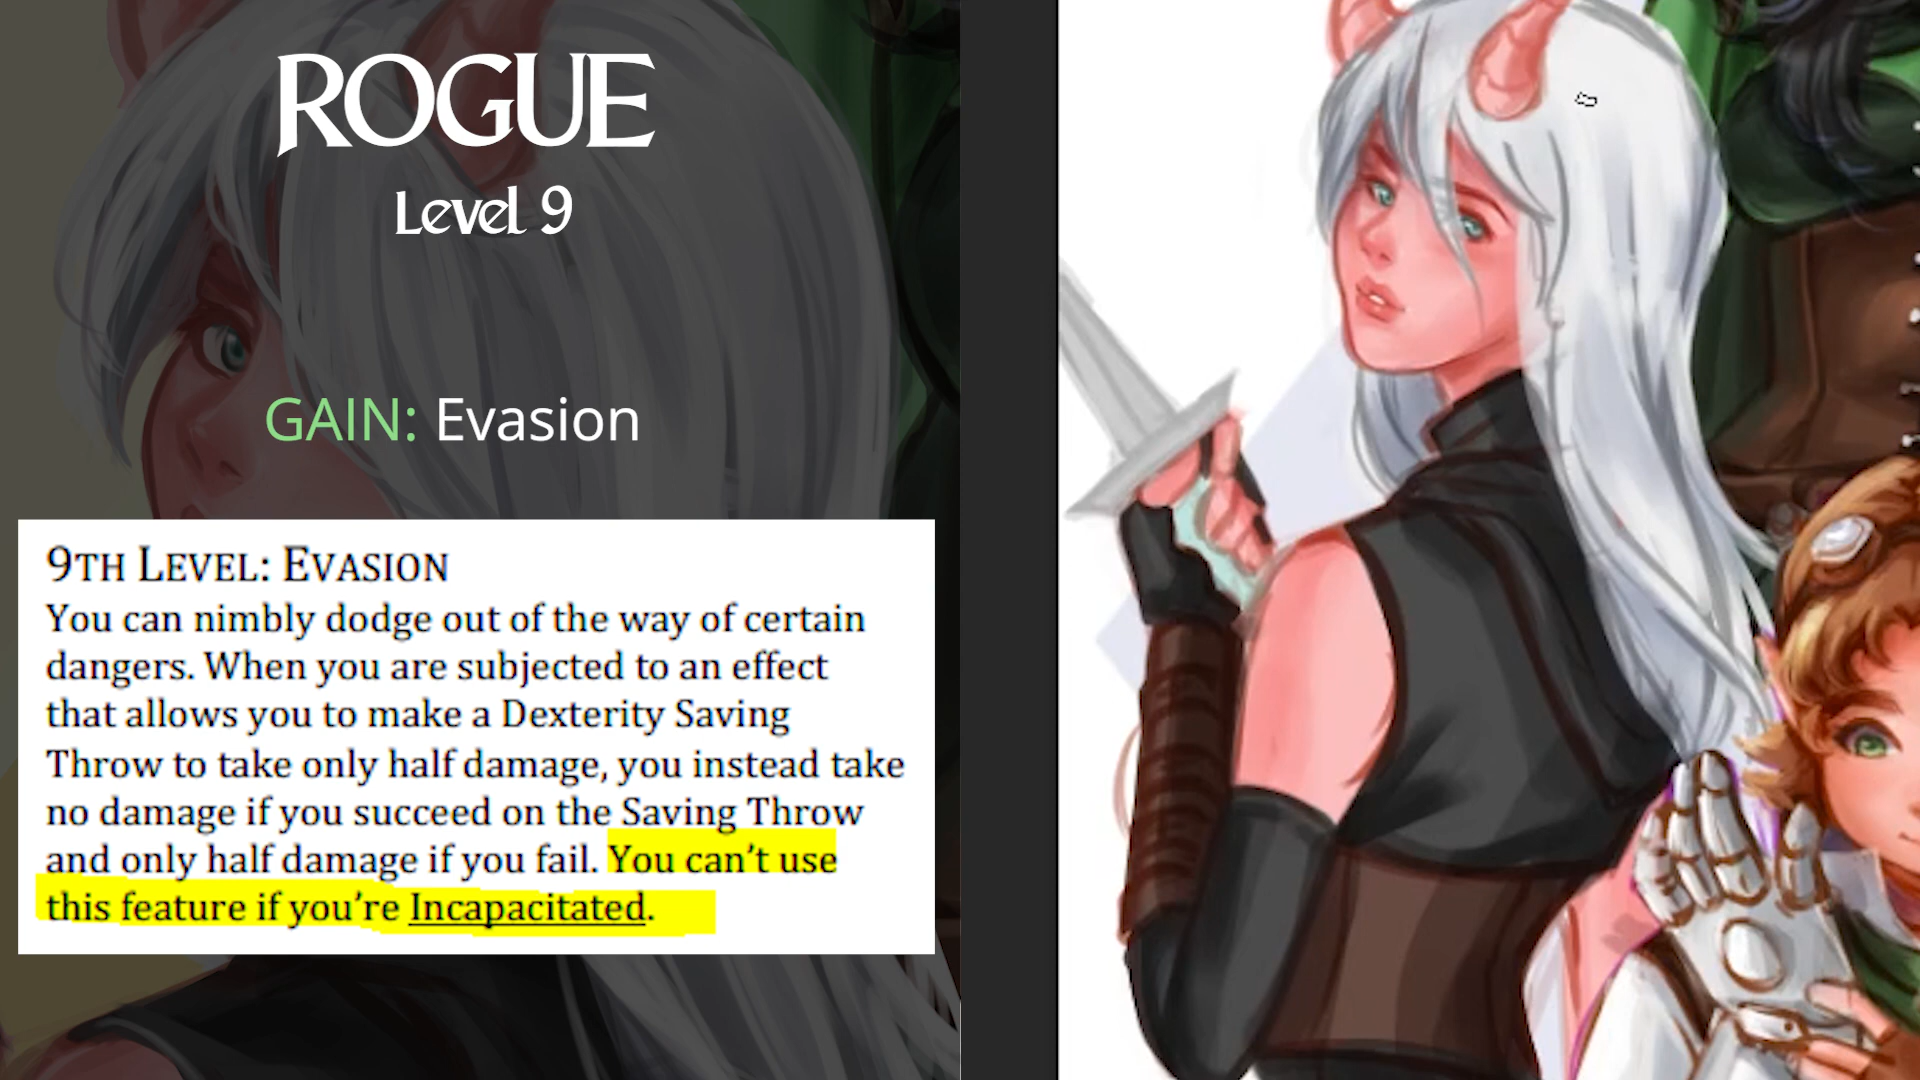 ROGUE
Level 9
GAIN: Evasion
9TH LEVEL: EVASION
You can nimbly dodge out of the way of certain
dangers. When you are subjected to an effect
that allows you to make a Dexterity Saving
Throw to take only half damage, you instead take
no damage if you succeed on the Saving Throw
and only half damage if you fail. You can’t use
this feature if you’re Incapacitated.